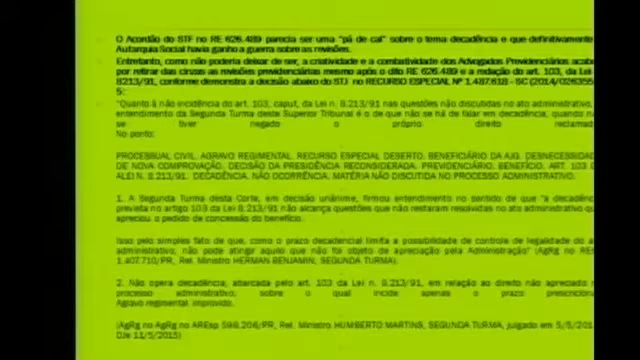 O Acordão do STF no RE 626.489 parecia ser uma "pá de cal" sobre o tema decadência e que definitivamente
Autarquia Social havia ganho a guerra sobre as revisões.
Entretanto, como não poderia deixar de ser, a criatividade e a combatividade dos Advogados Previdenciários acaba
por retirar das cinzas as revisões previdenciárias mesmo após o dito RE 626.489 e a redação do art. 103, da Lei
8213/91, conforme demonstra a decisão abaixo do STJ no RECURSO ESPECIAL Nº 1.487.618 - SC (2014/0263355
5:
"Quanto à não incidência do art. 103, caput, da Lei n. 8.213/91 nas questões não discutidas no ato administrativo,
entendimento da Segunda Turma deste Superior Tribunal é o de que não se há de falar em decadência, quando nã
se tiver negado o próprio direito reclamad
No ponto:
PROCESSUAL CIVIL. AGRAVO REGIMENTAL. RECURSO ESPECIAL DESERTO. BENEFICIÁRIO DA AJG. DESNECESSIDAD
DE NOVA COMPROVAÇÃO. DECISÃO DA PRESIDÊNCIA RECONSIDERADA. PREVIDENCIÁRIO. BENEFÍCIO. ART. 103 D
ALEI N. 8.213/91. DECADÊNCIA. NÃO OCORRÊNCIA. MATÉRIA NÃO DISCUTIDA NO PROCESSO ADMINISTRATIVO.
1. A Segunda Turma desta Corte, em decisão unânime, firmou entendimento no sentido de que "a decadênc
prevista no artigo 103 da Lei 8.213/91 não alcança questões que não restaram resolvidas no ato administrativo qu
apreciou o pedido de concessão do benefício.
Isso pelo simples fato de que, como o prazo decadencial limita a possibilidade de controle de legalidade do a
administrativo, não pode atingir aquilo que não foi objeto de apreciação pela Administração" (AgRg no RES
1.407.710/PR, Rel. Ministro HERMAN BENJAMIN, SEGUNDA TURMA).
2. Não opera decadência, albarcada pelo art. 103 da Lei n. 8.213/91, em relação ao direito não apreciado n
processo administrativo, sobre o qual incide apenas o prazo prescriciona
Agravo regimental improvido.
(AgRg no AgRg no AREsp 598.206/PR, Rel. Ministro HUMBERTO MARTINS, SEGUNDA TURMA, julgado em 5/5/201
DJe 11/5/2015)